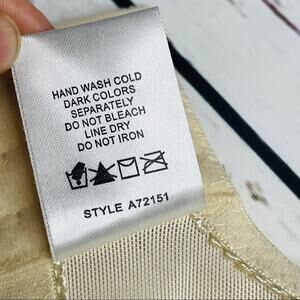 HAND WASH COLD
DARK COLORS
SEPARATELY
DO NOT BLEACH
LINE DRY
DO NOT IRON
STYLE A72151